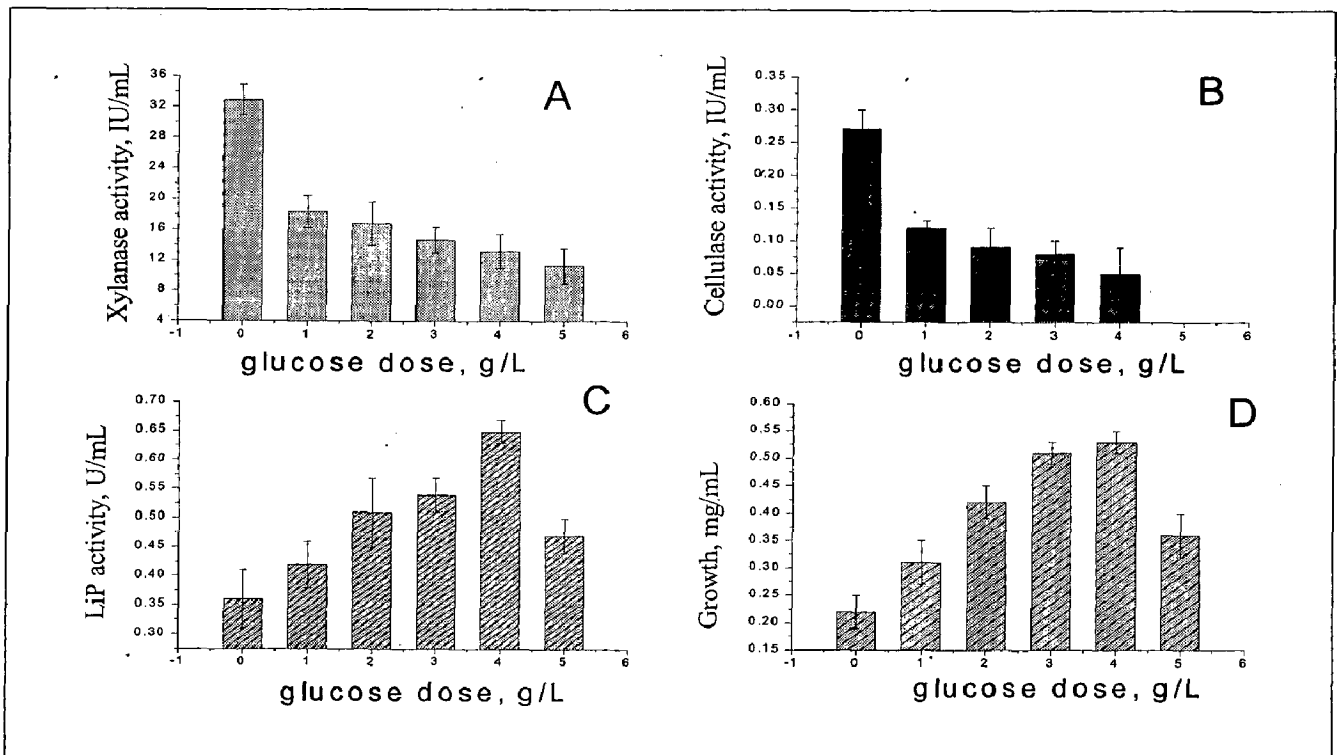 A
Xylanase activity, IU/mL
36
32
28
24
20
16
12
8
4
-1 0 1 2 3 4 5 6
glucose dose, g/L
B
Cellulase activity, IU/mL
0.35
0.30
0.25
0.20
0.15
0.10
0.05
0.00
-1 0 1 2 3 4 5 6
glucose dose, g/L
C
LiP activity, U/mL
0.70
0.65
0.60
0.55
0.50
0.45
0.40
0.35
0.30
-1 0 1 2 3 4 5 6
glucose dose, g/L
D
Growth, mg/mL
0.60
0.55
0.50
0.45
0.40
0.35
0.30
0.25
0.20
0.15
-1 0 1 2 3 4 5 6
glucose dose, g/L